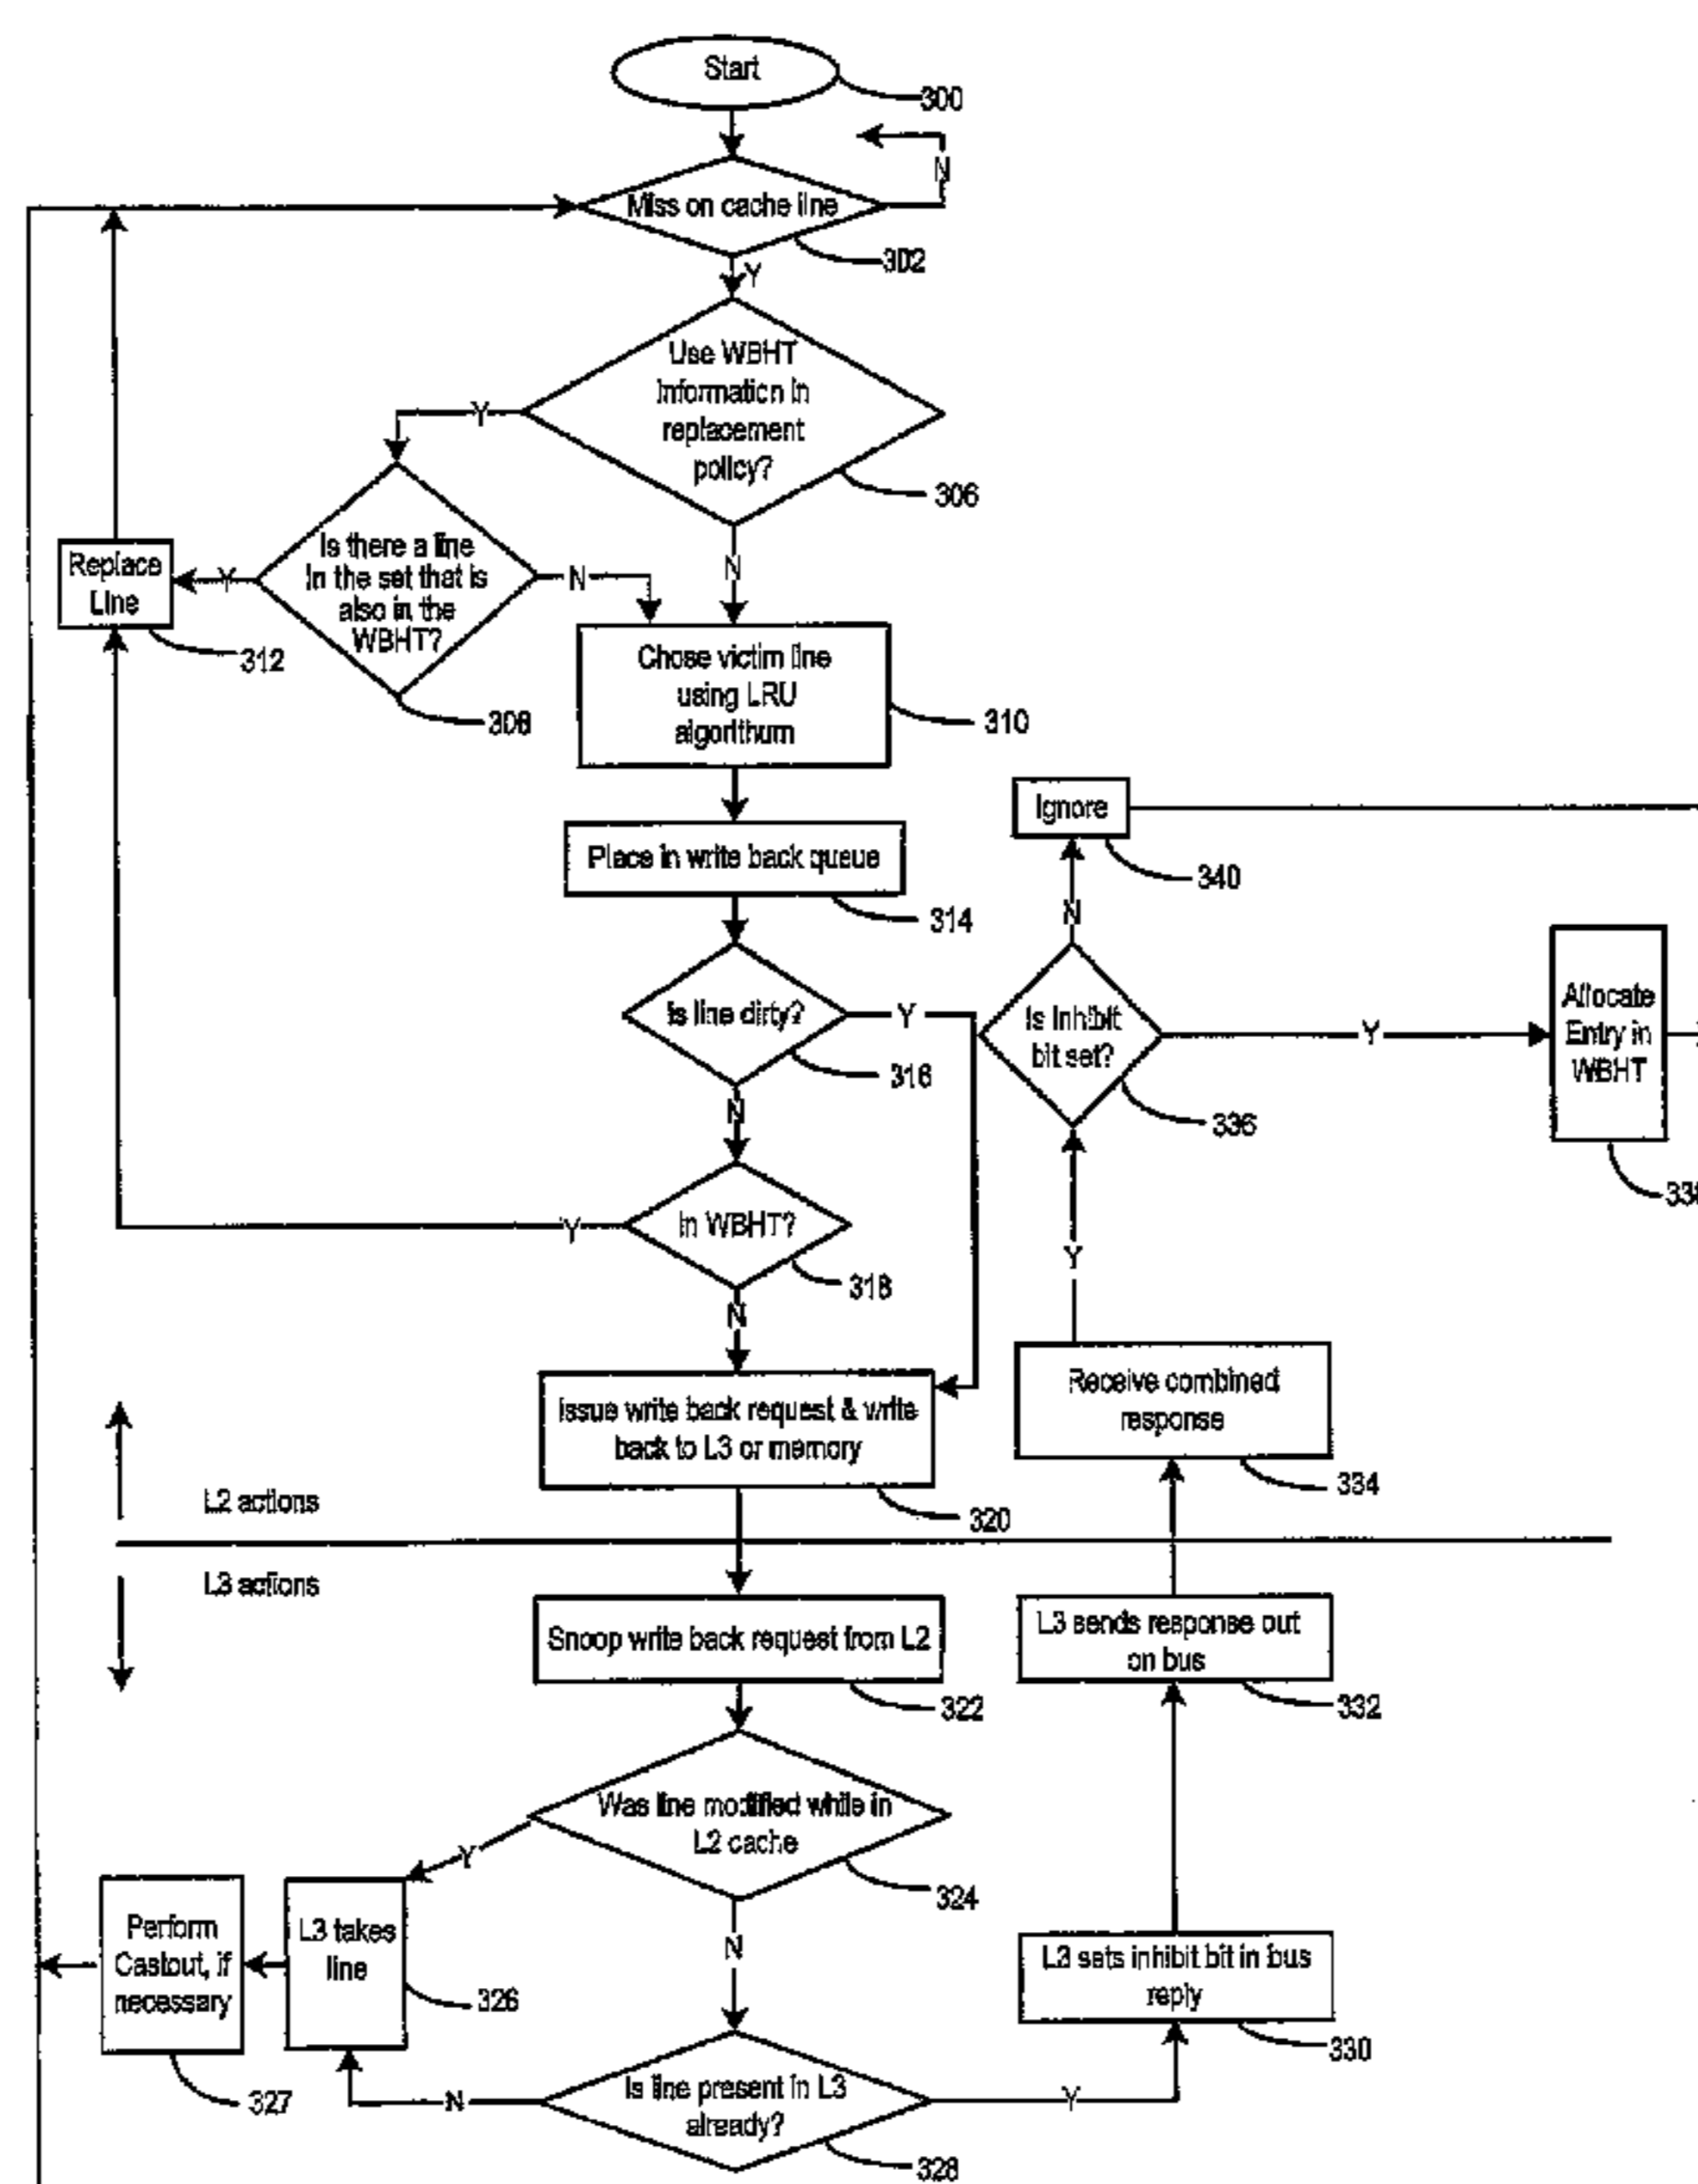 Start
300
N
Miss on cache line
302
Y
Use WBHT
Information in
replacement
policy?
306
Y
N
Is there a line
In the set that is
also in the
WBHT?
308
Y
N
Replace
Line
312
Chose victim line
using LRU
algorithum
310
Place in write back queue
314
Is line dirty?
316
Y
N
In WBHT?
318
Y
N
Issue write back request & write
back to L3 or memory
320
Ignore
340
N
Is Inhibit
bit set?
336
Y
Allocate
Entry in
WBHT
Y
Receive combined
response
334
L2 actions
L3 actions
Snoop write back request from L2
322
L3 sends response out
on bus
332
Was line modified while in
L2 cache
324
Y
N
Perform
Castout, if
necessary
327
L3 takes
line
326
L3 sets inhibit bit in bus
reply
330
Is line present in L3
already?
328
N
Y